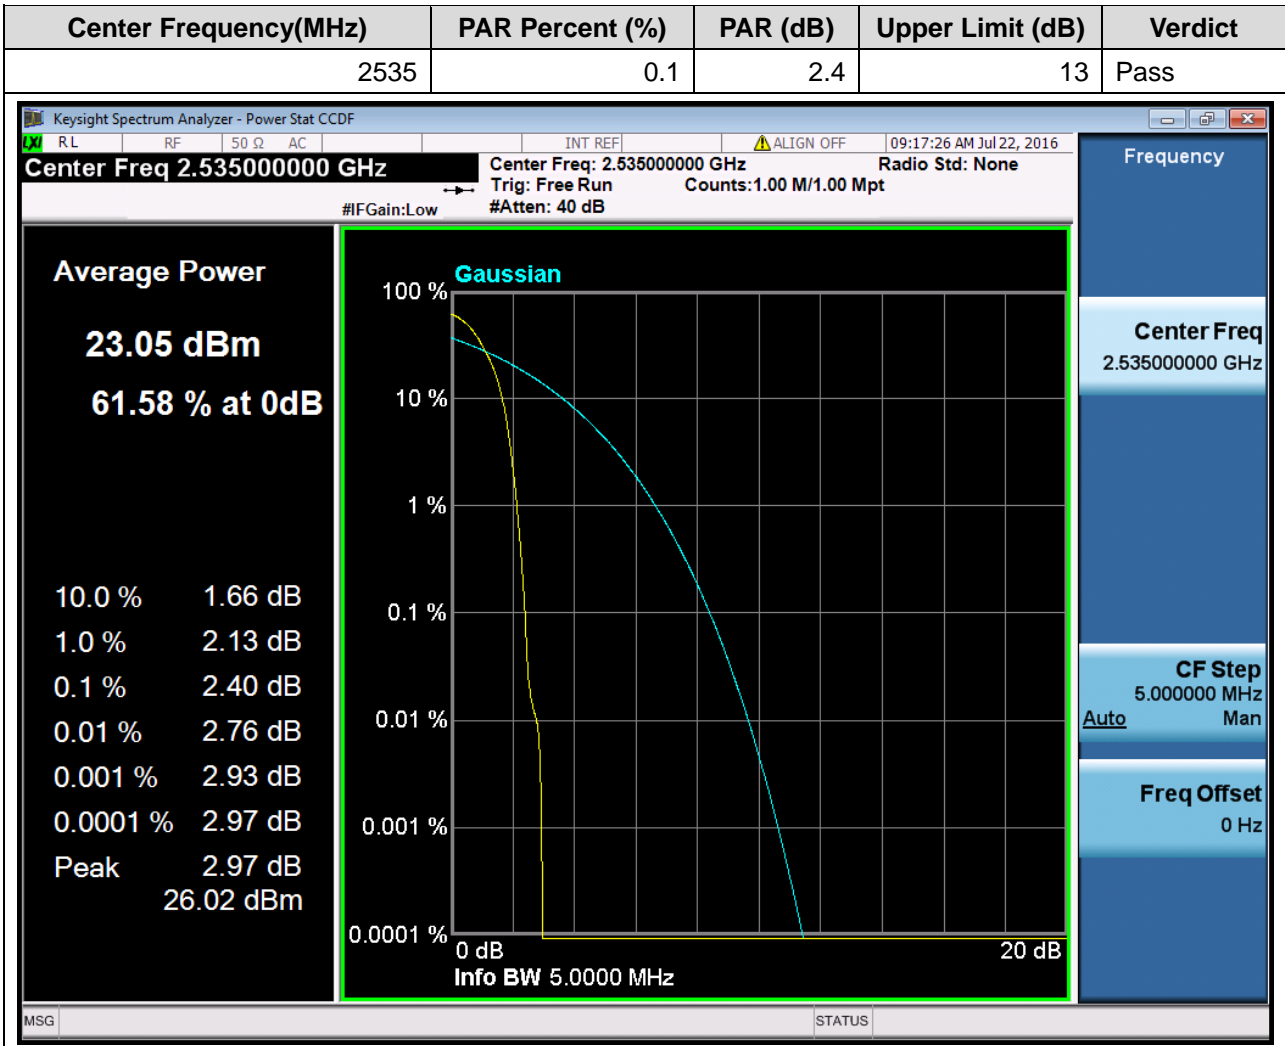 Center Frequency(MHz) PAR Percent (%) PAR (dB) Upper Limit (dB) Verdict
2535 0.1 2.4 13 Pass
Keysight Spectrum Analyzer - Power Stat CCDF
LXI RL RF 50 Ω AC INT REF ALIGN OFF 09:17:26 AM Jul 22, 2016
Center Freq 2.535000000 GHz
Center Freq: 2.535000000 GHz Radio Std: None
Trig: Free Run Counts:1.00 M/1.00 Mpt
#IFGain:Low #Atten: 40 dB
Frequency
Average Power
23.05 dBm
61.58 % at 0dB
10.0 % 1.66 dB
1.0 % 2.13 dB
0.1 % 2.40 dB
0.01 % 2.76 dB
0.001 % 2.93 dB
0.0001 % 2.97 dB
Peak 2.97 dB
26.02 dBm
Gaussian
100 %
10 %
1 %
0.1 %
0.01 %
0.001 %
0.0001 %
0 dB 20 dB
Info BW 5.0000 MHz
Center Freq
2.535000000 GHz
CF Step
5.000000 MHz
Auto Man
Freq Offset
0 Hz
MSG STATUS